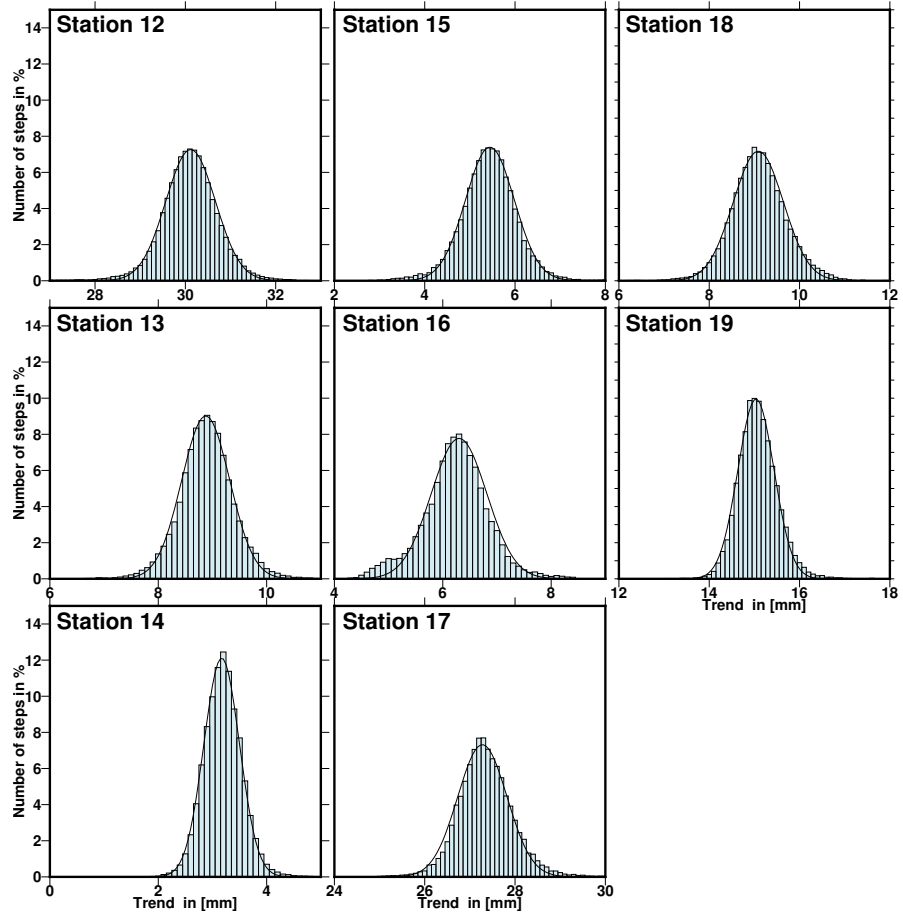 Station 12 Station 15 Station 18
Number of steps in %
14
12
10
8
6
4
2
0
28 30 32
2 4 6 8
6 8 10 12
Station 13 Station 16 Station 19
Number of steps in %
14
12
10
8
6
4
2
0
6 8 10
4 6 8
12 14 16 18
Trend in [mm]
Station 14 Station 17
Number of steps in %
14
12
10
8
6
4
2
0
0 2 4
24 26 28 30
Trend in [mm] Trend in [mm]